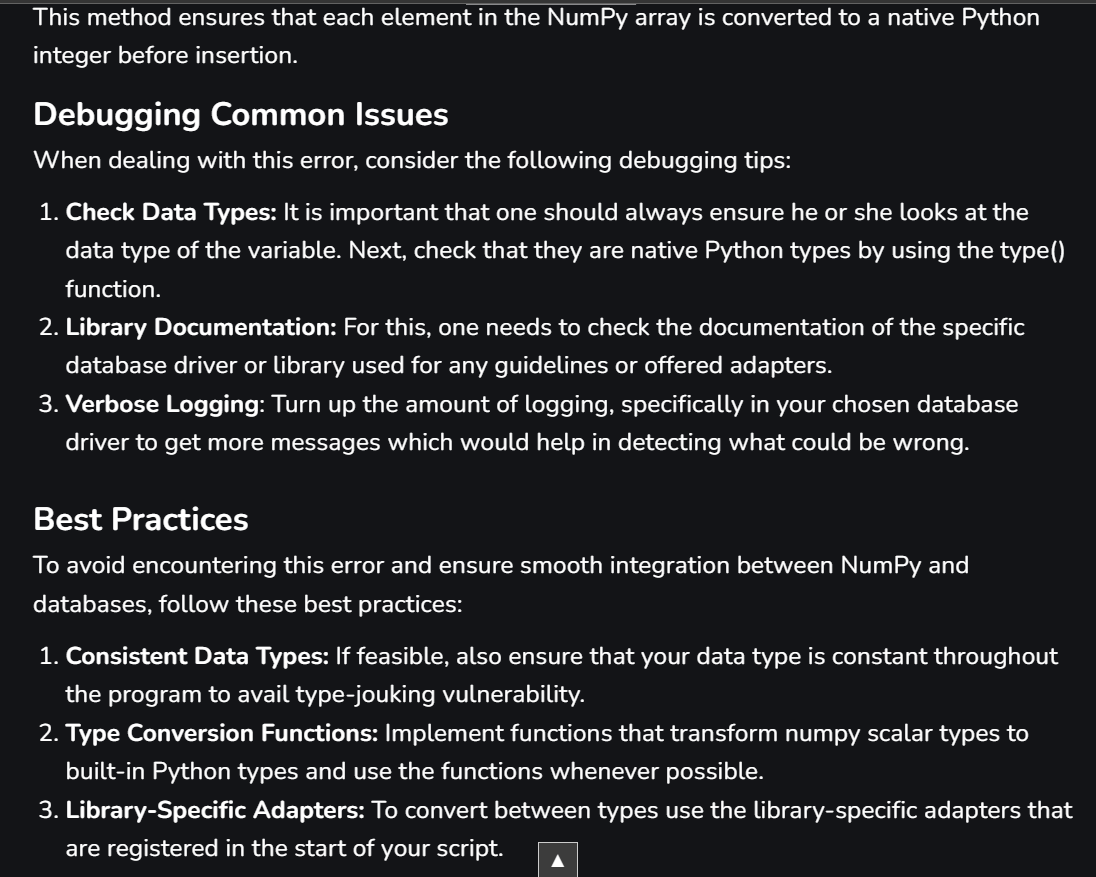 This method ensures that each element in the NumPy array is converted to a native Python
integer before insertion.
Debugging Common Issues
When dealing with this error, consider the following debugging tips:
1. Check Data Types: It is important that one should always ensure he or she looks at the
data type of the variable. Next, check that they are native Python types by using the type()
function.
2. Library Documentation: For this, one needs to check the documentation of the specific
database driver or library used for any guidelines or offered adapters.
3. Verbose Logging: Turn up the amount of logging, specifically in your chosen database
driver to get more messages which would help in detecting what could be wrong.
Best Practices
To avoid encountering this error and ensure smooth integration between NumPy and
databases, follow these best practices:
1. Consistent Data Types: If feasible, also ensure that your data type is constant throughout
the program to avail type-jouking vulnerability.
2. Type Conversion Functions: Implement functions that transform numpy scalar types to
built-in Python types and use the functions whenever possible.
3. Library-Specific Adapters: To convert between types use the library-specific adapters that
are registered in the start of your script.